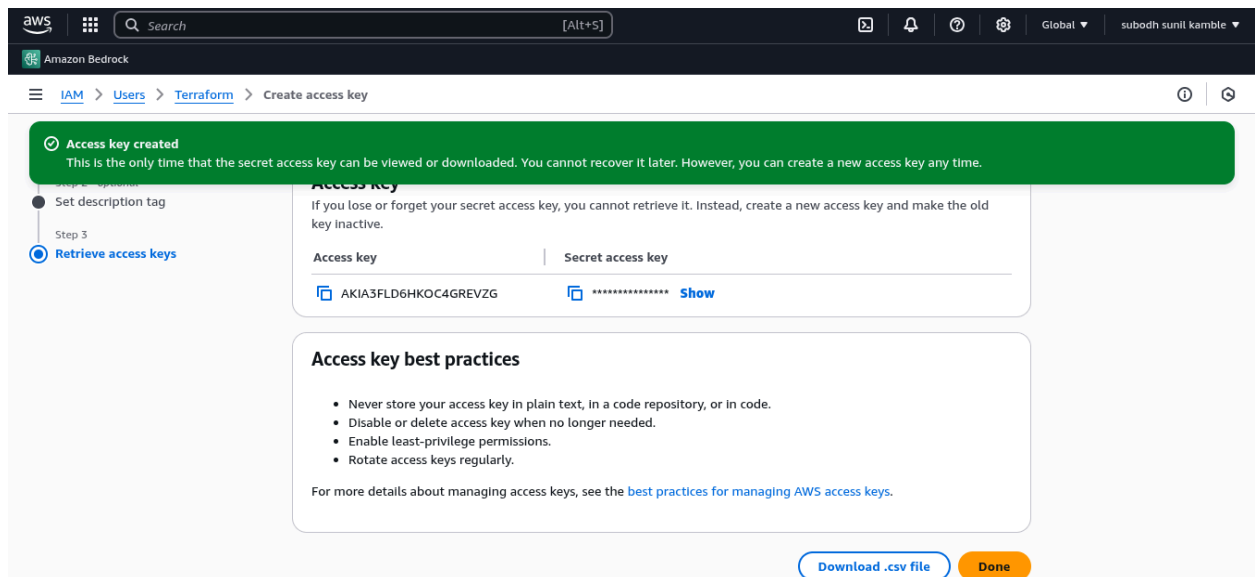 aws
Search [Alt+S]
Global ▼ subodh sunil kamble ▼
Amazon Bedrock
IAM > Users > Terraform > Create access key
Access key created
This is the only time that the secret access key can be viewed or downloaded. You cannot recover it later. However, you can create a new access key any time.
Step 2 - optional
Set description tag
Step 3
Retrieve access keys
Access key
If you lose or forget your secret access key, you cannot retrieve it. Instead, create a new access key and make the old
key inactive.
Access key Secret access key
AKIA3FLD6HKOC4GREVZG *************** Show
Access key best practices
• Never store your access key in plain text, in a code repository, or in code.
• Disable or delete access key when no longer needed.
• Enable least-privilege permissions.
• Rotate access keys regularly.
For more details about managing access keys, see the best practices for managing AWS access keys.
Download .csv file Done